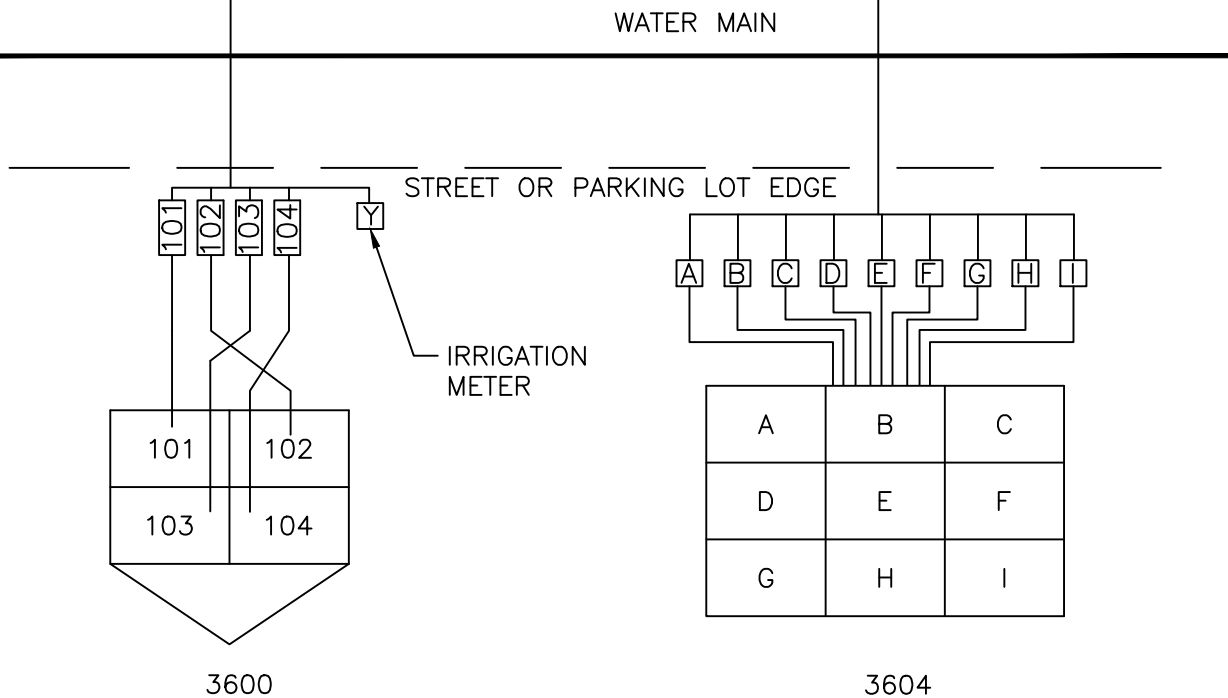 WATER MAIN
STREET OR PARKING LOT EDGE
101 102 103 104 Y
A B C D E F G H I
IRRIGATION
METER
101 102
103 104
3600
A B C
D E F
G H I
3604